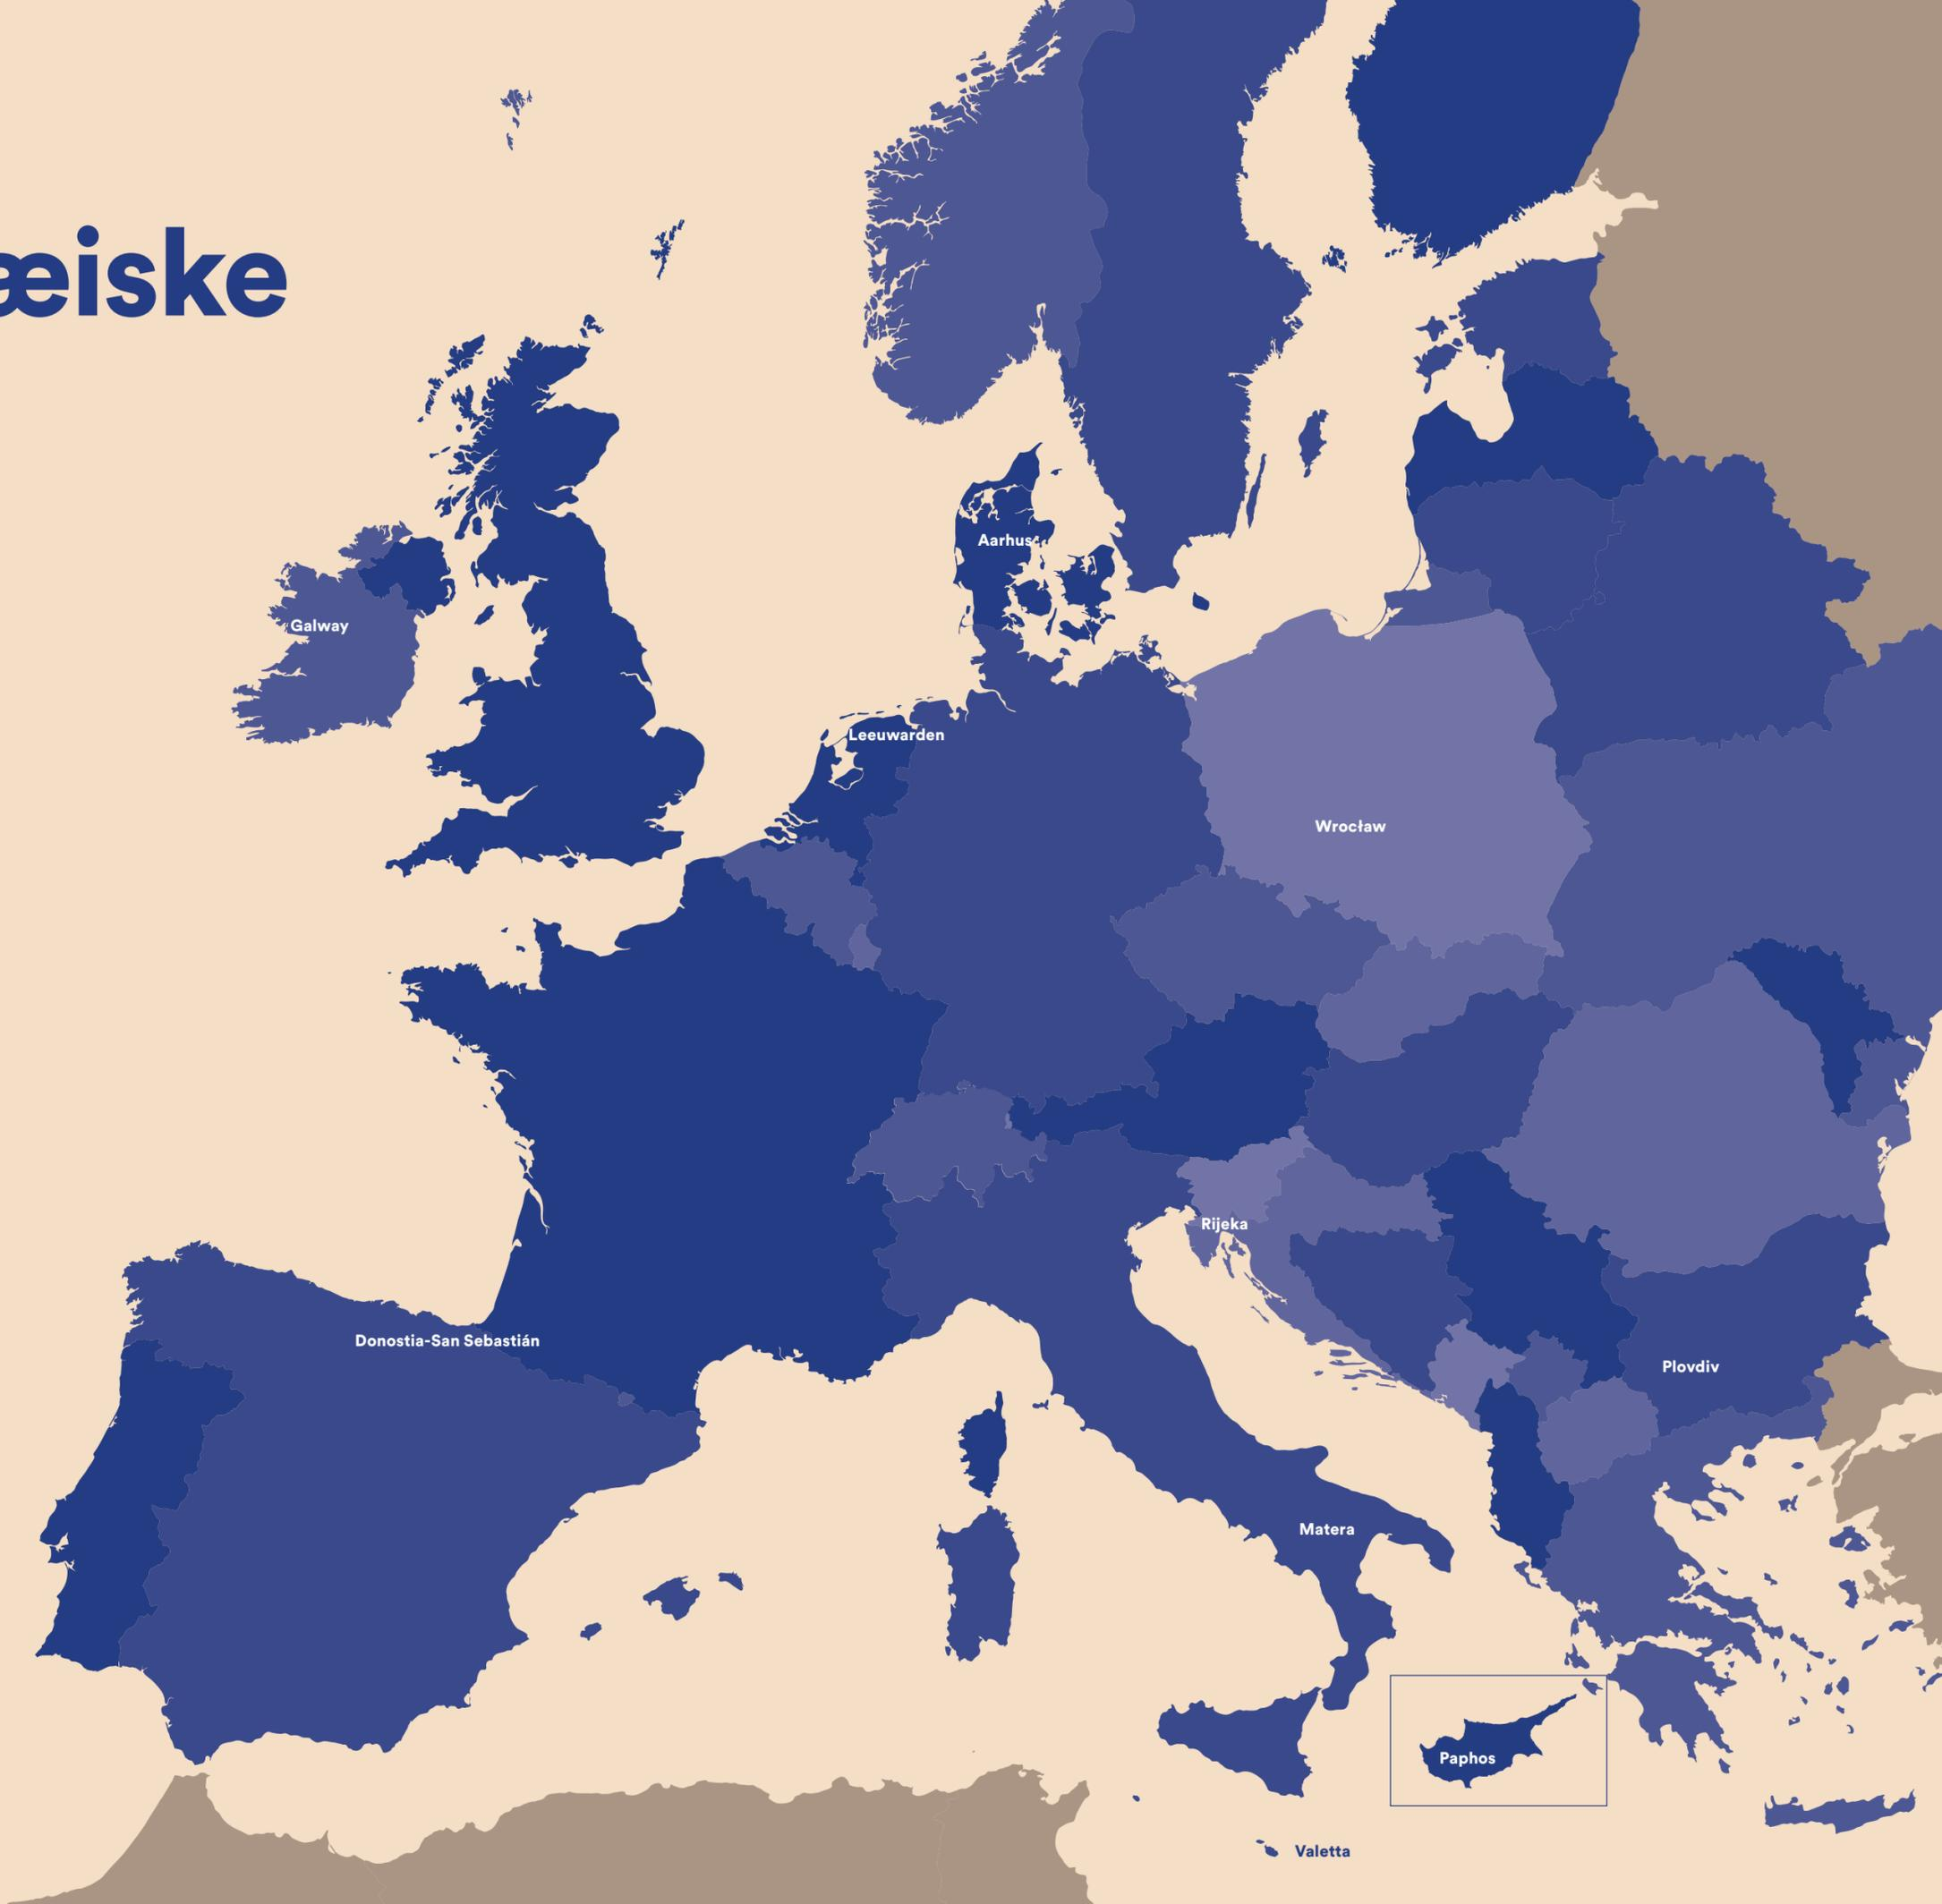 æiske
Aarhus
Galway
Leeuwarden
Wrocław
Rijeka
Donostia-San Sebastián
Plovdiv
Matera
Paphos
Valetta